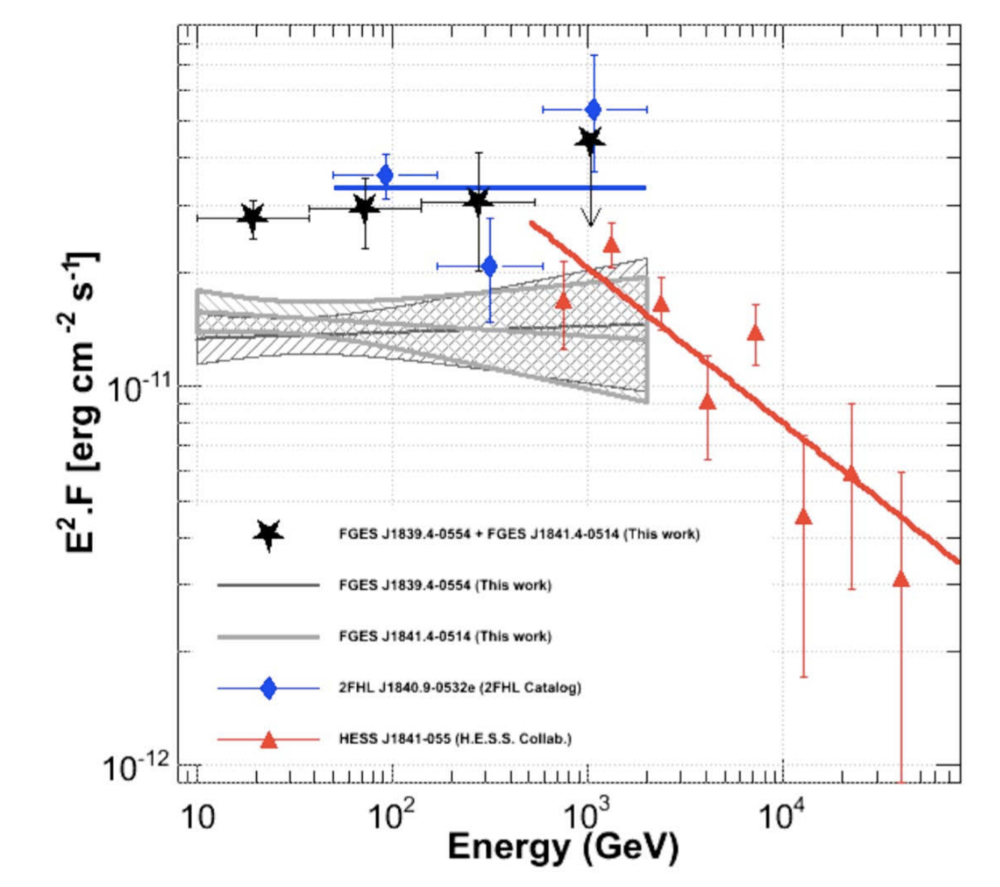 E².F [erg cm⁻² s⁻¹]
10⁻¹¹
10⁻¹²
FGES J1839.4-0554 + FGES J1841.4-0514 (This work)
FGES J1839.4-0554 (This work)
FGES J1841.4-0514 (This work)
2FHL J1840.9-0532e (2FHL Catalog)
HESS J1841-055 (H.E.S.S. Collab.)
10 10² 10³ 10⁴
Energy (GeV)